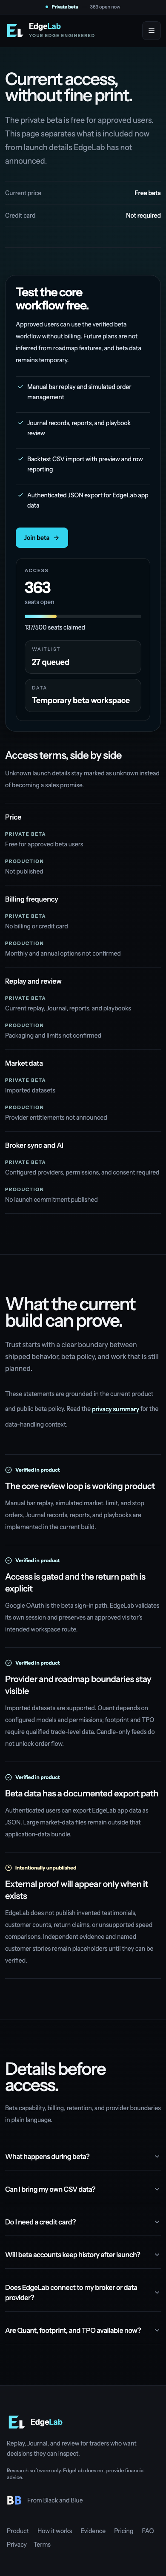 Private beta 363 open now
EdgeLab
YOUR EDGE ENGINEERED
Current access,
without fine print.
The private beta is free for approved users.
This page separates what is included now
from launch details EdgeLab has not
announced.
Current price Free beta
Credit card Not required
Test the core
workflow free.
Approved users can use the verified beta
workflow without billing. Future plans are not
inferred from roadmap features, and beta data
remains temporary.
Manual bar replay and simulated order
management
Journal records, reports, and playbook
review
Backtest CSV import with preview and row
reporting
Authenticated JSON export for EdgeLab app
data
Join beta →
ACCESS
363
seats open
137/500 seats claimed
WAITLIST
27 queued
DATA
Temporary beta workspace
Access terms, side by side
Unknown launch details stay marked as unknown instead
of becoming a sales promise.
Price
PRIVATE BETA
Free for approved beta users
PRODUCTION
Not published
Billing frequency
PRIVATE BETA
No billing or credit card
PRODUCTION
Monthly and annual options not confirmed
Replay and review
PRIVATE BETA
Current replay, Journal, reports, and playbooks
PRODUCTION
Packaging and limits not confirmed
Market data
PRIVATE BETA
Imported datasets
PRODUCTION
Provider entitlements not announced
Broker sync and AI
PRIVATE BETA
Configured providers, permissions, and consent required
PRODUCTION
No launch commitment published
What the current
build can prove.
Trust starts with a clear boundary between
shipped behavior, beta policy, and work that is still
planned.
These statements are grounded in the current product
and public beta policy. Read the privacy summary for the
data-handling context.
Verified in product
The core review loop is working product
Manual bar replay, simulated market, limit, and stop
orders, Journal records, reports, and playbooks are
implemented in the current build.
Verified in product
Access is gated and the return path is
explicit
Google OAuth is the beta sign-in path. EdgeLab validates
its own session and preserves an approved visitor's
intended workspace route.
Verified in product
Provider and roadmap boundaries stay
visible
Imported datasets are supported. Quant depends on
configured models and permissions; footprint and TPO
require qualified trade-level data. Candle-only feeds do
not unlock order flow.
Verified in product
Beta data has a documented export path
Authenticated users can export EdgeLab app data as
JSON. Large market-data files remain outside that
application-data bundle.
Intentionally unpublished
External proof will appear only when it
exists
EdgeLab does not publish invented testimonials,
customer counts, return claims, or unsupported speed
comparisons. Independent evidence and named
customer stories remain placeholders until they can be
verified.
Details before
access.
Beta capability, billing, retention, and provider boundaries
in plain language.
What happens during beta?
Can I bring my own CSV data?
Do I need a credit card?
Will beta accounts keep history after launch?
Does EdgeLab connect to my broker or data
provider?
Are Quant, footprint, and TPO available now?
EdgeLab
Replay, Journal, and review for traders who want
decisions they can inspect.
Research software only. EdgeLab does not provide financial
advice.
BB From Black and Blue
Product How it works Evidence Pricing FAQ
Privacy Terms